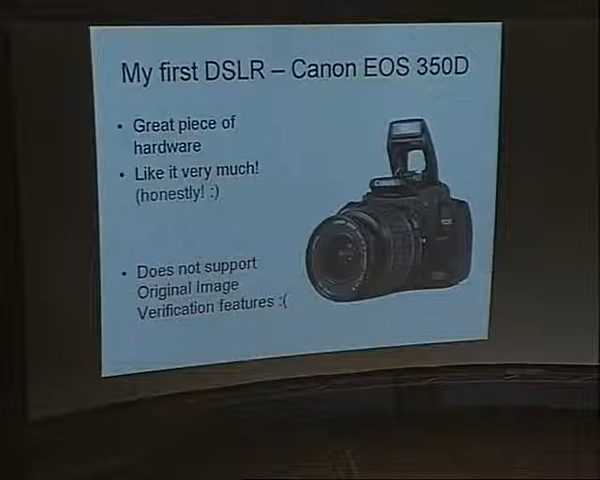 My first DSLR – Canon EOS 350D
• Great piece of
hardware
• Like it very much!
(honestly! :)
• Does not support
Original Image
Verification features :(